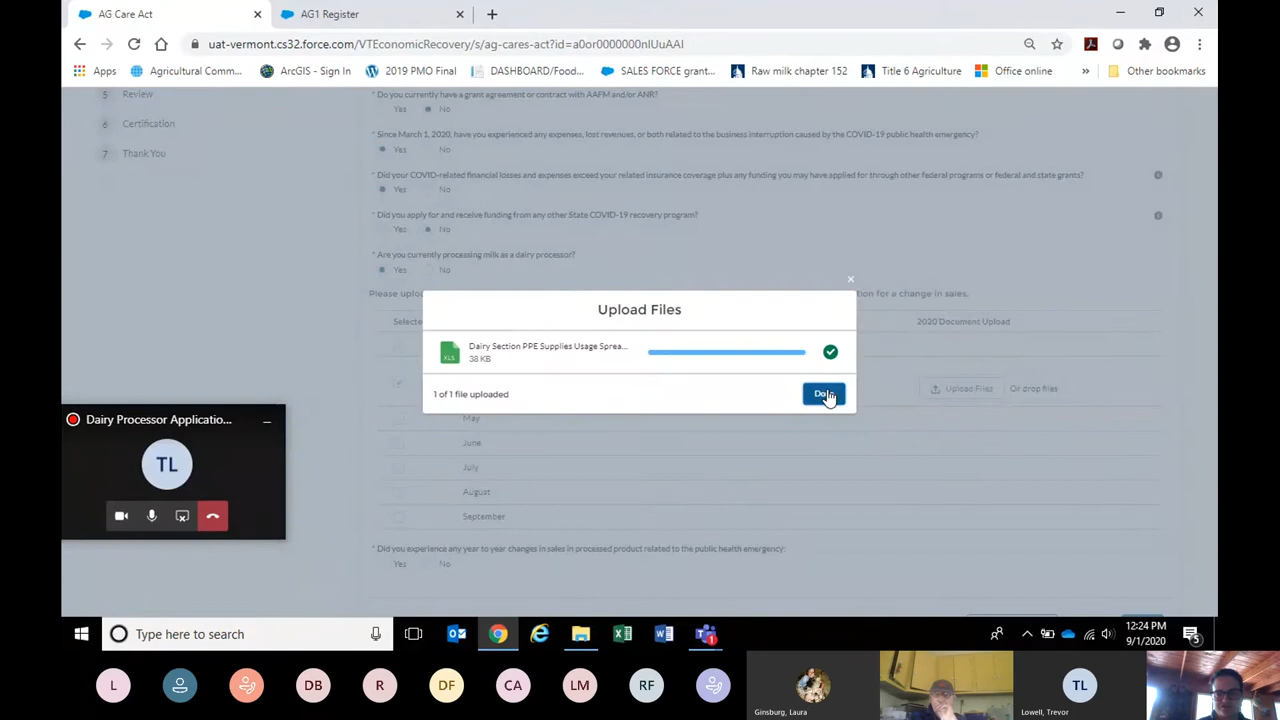 AG Care Act
AG1 Register
uat-vermont.cs32.force.com/VTEconomicRecovery/s/ag-cares-act?id=a0or0000000nIUuAAI
Apps
Agricultural Comm...
ArcGIS - Sign In
2019 PMO Final
DASHBOARD/Food...
SALES FORCE grant...
Raw milk chapter 152
Title 6 Agriculture
Office online
»
Other bookmarks
5 Review
6 Certification
7 Thank You
* Do you currently have a grant agreement or contract with AAFM and/or ANR?
Yes No
* Since March 1, 2020, have you experienced any expenses, lost revenues, or both related to the business interruption caused by the COVID-19 public health emergency?
Yes No
* Did your COVID-related financial losses and expenses exceed your related insurance coverage plus any funding you may have applied for through other federal programs or federal and state grants?
Yes No
* Did you apply for and receive funding from any other State COVID-19 recovery program?
Yes No
* Are you currently processing milk as a dairy processor?
Yes No
Please uplo
tion for a change in sales.
Selecte
2020 Document Upload
Upload Files
Or drop files
Upload Files
Dairy Section PPE Supplies Usage Sprea...
XLS
38 KB
1 of 1 file uploaded
May
June
July
August
September
* Did you experience any year to year changes in sales in processed product related to the public health emergency:
Yes No
Dairy Processor Applicatio...
TL
Type here to search
12:24 PM
9/1/2020
L
DB
R
DF
CA
LM
RF
TL
Ginsburg, Laura
Lowell, Trevor